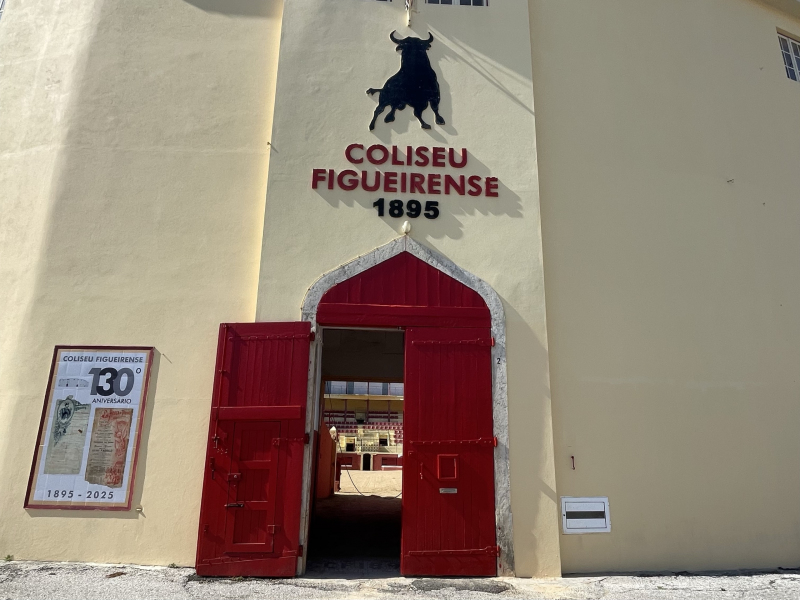 COLISEU
FIGUEIRENSE
1895
COLISEU FIGUEIRENSE
130º
ANIVERSÁRIO
1895 - 2025
2